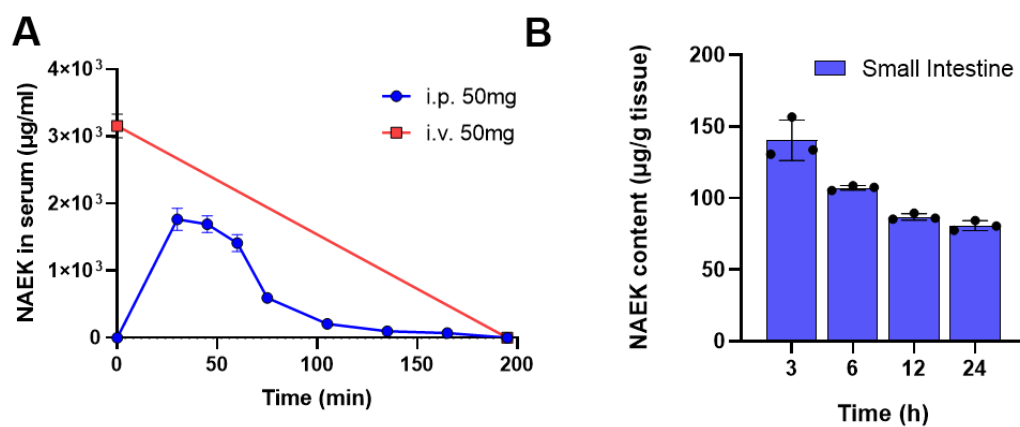 A
NAEK in serum (µg/ml)
4×10³
3×10³
2×10³
1×10³
0
0
50
100
150
200
Time (min)
i.p. 50mg
i.v. 50mg
B
NAEK content (µg/g tissue)
200
150
100
50
0
3
6
12
24
Time (h)
Small Intestine